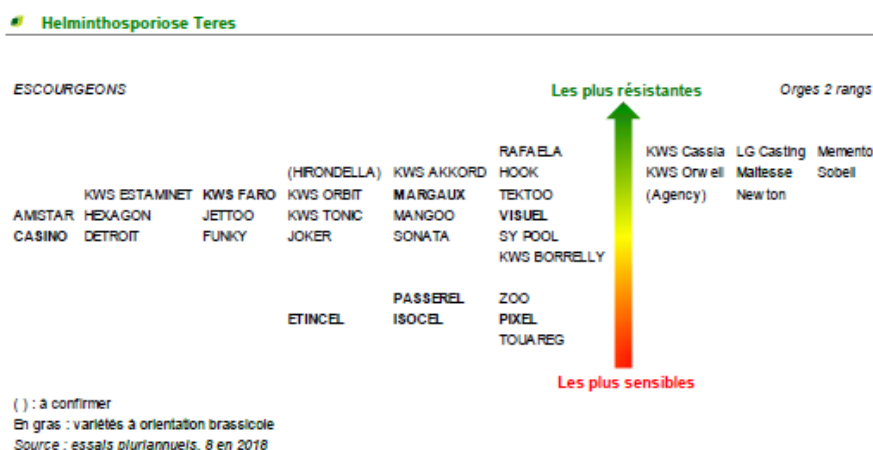 Helminthosporiose Teres
ESCOURGEONS Les plus résistantes Orges 2 rangs
RAFAELA KWS Cassia LG Casting Memento
(HIRONDELLA) KWS AKKORD HOOK KWS Orwell Maltesse Sobell
KWS ESTAMINET KWS FARO KWS ORBIT MARGAUX TEKTOO (Agency) Newton
AMISTAR HEXAGON JETTOO KWS TONIC MANGOO VISUEL
CASINO DETROIT FUNKY JOKER SONATA SY POOL
KWS BORRELLY
PASSEREL ZOO
ETINCEL ISOCEL PIXEL
TOUAREG
Les plus sensibles
( ) : à confirmer
En gras : variétés à orientation brassicole
Source : essais pluriannuels, 8 en 2018